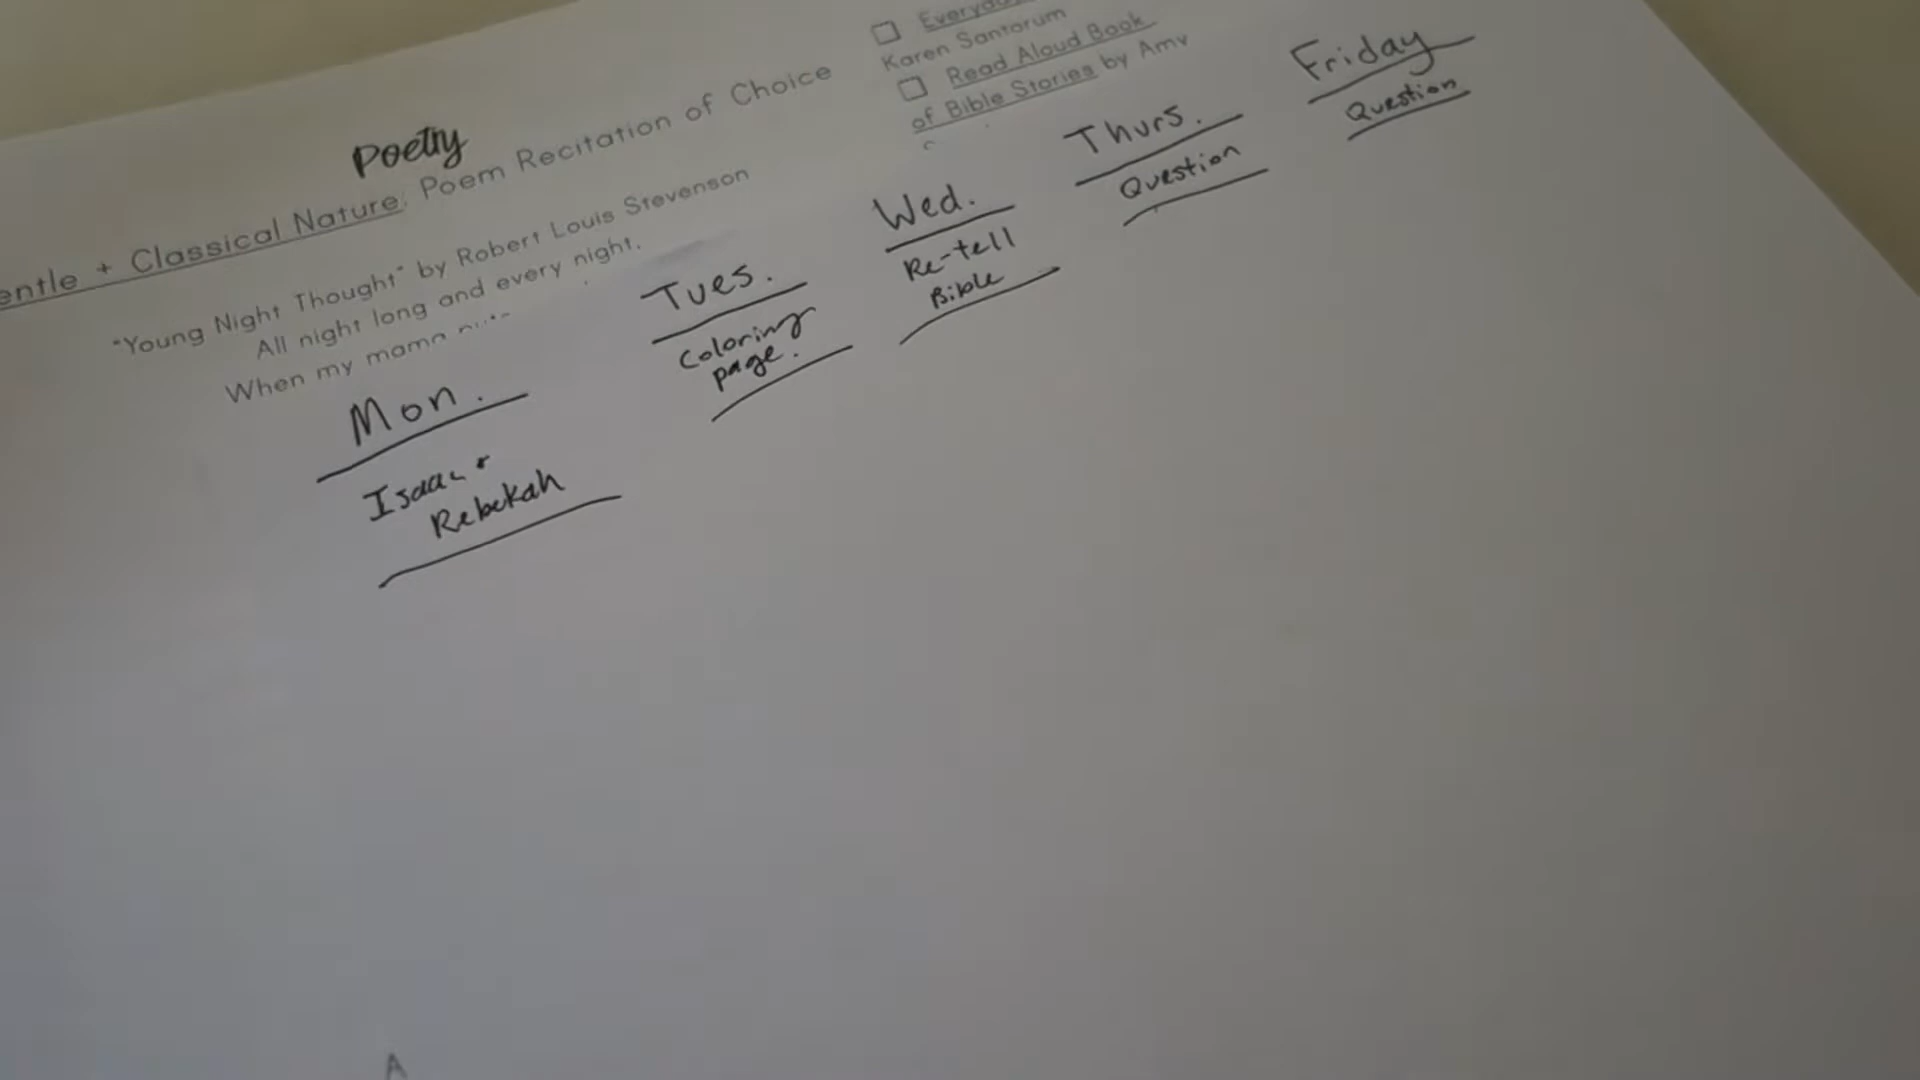 Poetry
entle + Classical Nature: Poem Recitation of Choice
"Young Night Thought" by Robert Louis Stevenson
All night long and every night,
When my mama
☐ Everyday
Karen Santorum
☐ Read Aloud Book
of Bible Stories by Amy
Mon.
Isaac &
Rebekah
Tues.
Coloring
page.
Wed.
Re-tell
Bible
Thurs.
Question
Friday
Question
A